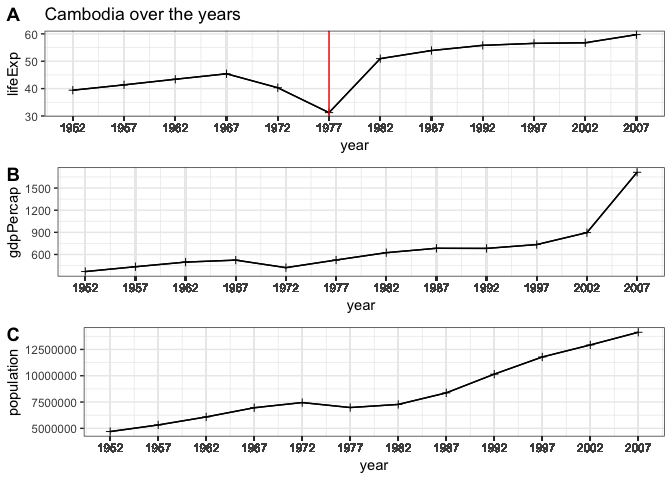 A Cambodia over the years
lifeExp
60
50
40
30
1952 1957 1962 1967 1972 1977 1982 1987 1992 1997 2002 2007
year
B
gdpPercap
1500
1200
900
600
1952 1957 1962 1967 1972 1977 1982 1987 1992 1997 2002 2007
year
C
population
12500000
10000000
7500000
5000000
1952 1957 1962 1967 1972 1977 1982 1987 1992 1997 2002 2007
year